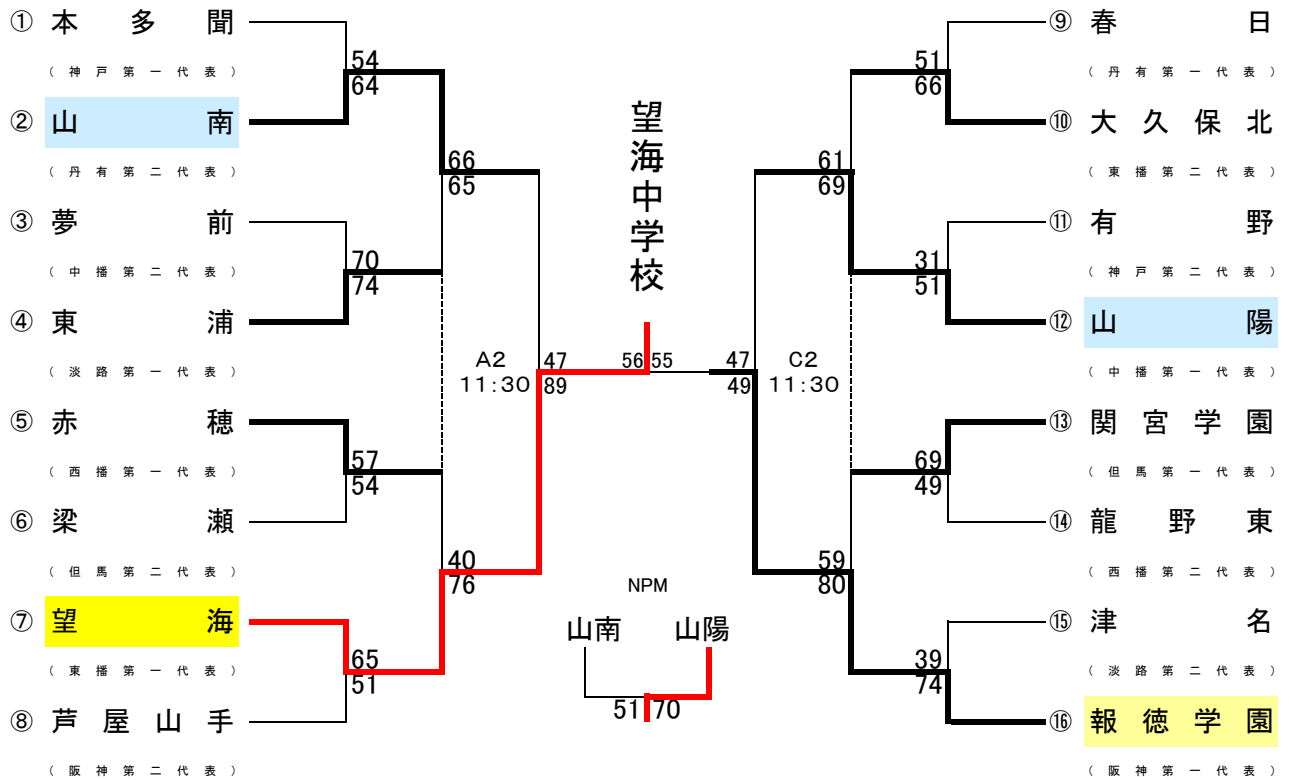 ① 本多聞
（神戸第一代表）
② 山南
（丹有第二代表）
③ 夢前
（中播第二代表）
④ 東浦
（淡路第一代表）
⑤ 赤穂
（西播第一代表）
⑥ 梁瀬
（但馬第二代表）
⑦ 望海
（東播第一代表）
⑧ 芦屋山手
（阪神第二代表）
54
64
70
74
57
54
65
51
66
65
40
76
A2
11:30
47
89
望海中学校
56 55
47
49
C2
11:30
NPM
山南 山陽
51 70
61
69
59
80
51
66
31
51
69
49
39
74
⑨ 春日
（丹有第一代表）
⑩ 大久保北
（東播第二代表）
⑪ 有野
（神戸第二代表）
⑫ 山陽
（中播第一代表）
⑬ 関宮学園
（但馬第一代表）
⑭ 龍野東
（西播第二代表）
⑮ 津名
（淡路第二代表）
⑯ 報徳学園
（阪神第一代表）